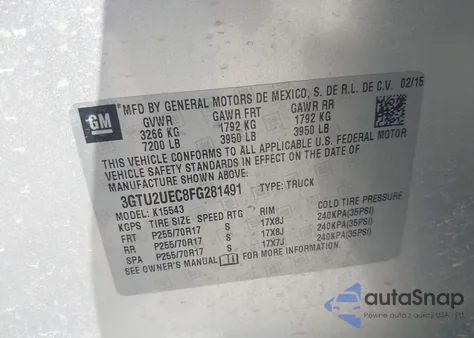 GM
MFD BY GENERAL MOTORS DE MEXICO, S. DE R.L. DE C.V. 02/15
GVWR GAWR FRT GAWR RR
3266 KG 1792 KG 1792 KG
7200 LB 3950 LB 3950 LB
THIS VEHICLE CONFORMS TO ALL APPLICABLE U.S. FEDERAL MOTOR
VEHICLE SAFETY STANDARDS IN EFFECT ON THE DATE OF
MANUFACTURE SHOWN ABOVE.
3GTU2UEC8FG281491 TYPE: TRUCK
MODEL: K15543
KGPS TIRE SIZE SPEED RTG RIM COLD TIRE PRESSURE
FRT P255/70R17 S 17X8J 240KPA(35PSI)
RR P255/70R17 S 17X8J 240KPA(35PSI)
SPA P255/70R17 S 17X7J 240KPA(35PSI)
SEE OWNER'S MANUAL FOR MORE INFORMATION.
autoSnap
Pewne auto z USA